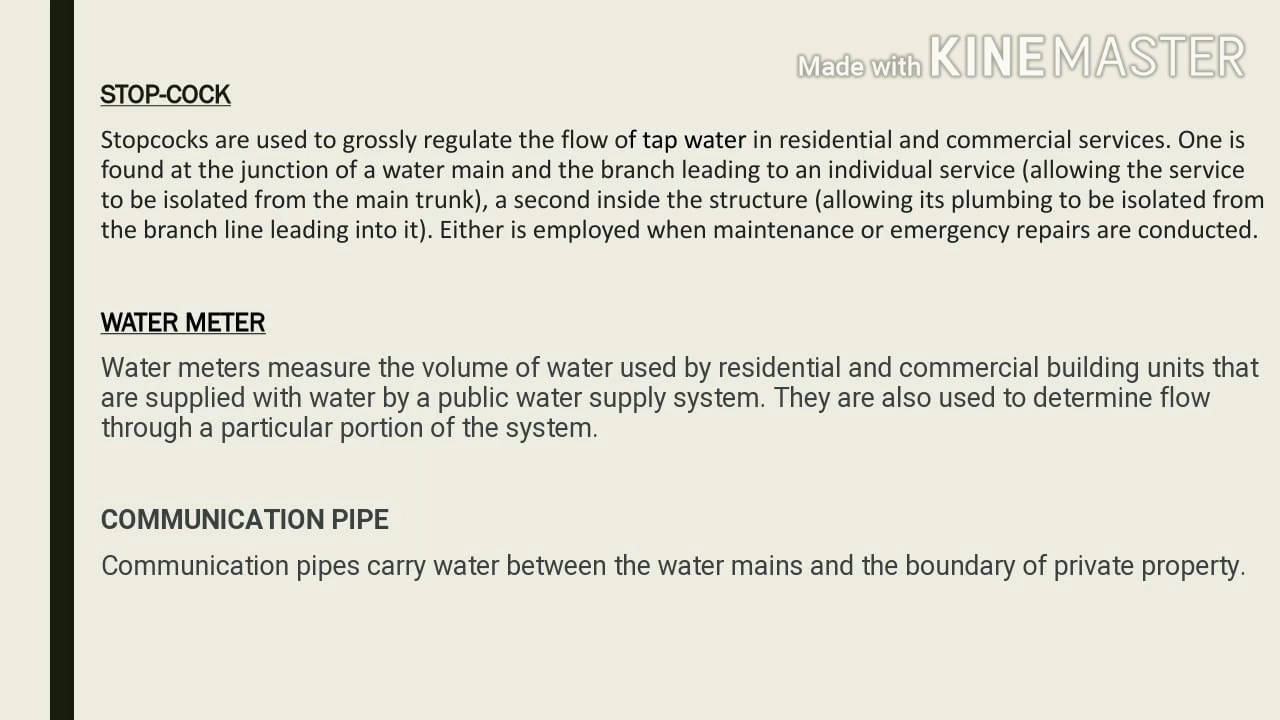 Made with KINEMASTER
STOP-COCK
Stopcocks are used to grossly regulate the flow of tap water in residential and commercial services. One is
found at the junction of a water main and the branch leading to an individual service (allowing the service
to be isolated from the main trunk), a second inside the structure (allowing its plumbing to be isolated from
the branch line leading into it). Either is employed when maintenance or emergency repairs are conducted.
WATER METER
Water meters measure the volume of water used by residential and commercial building units that
are supplied with water by a public water supply system. They are also used to determine flow
through a particular portion of the system.
COMMUNICATION PIPE
Communication pipes carry water between the water mains and the boundary of private property.